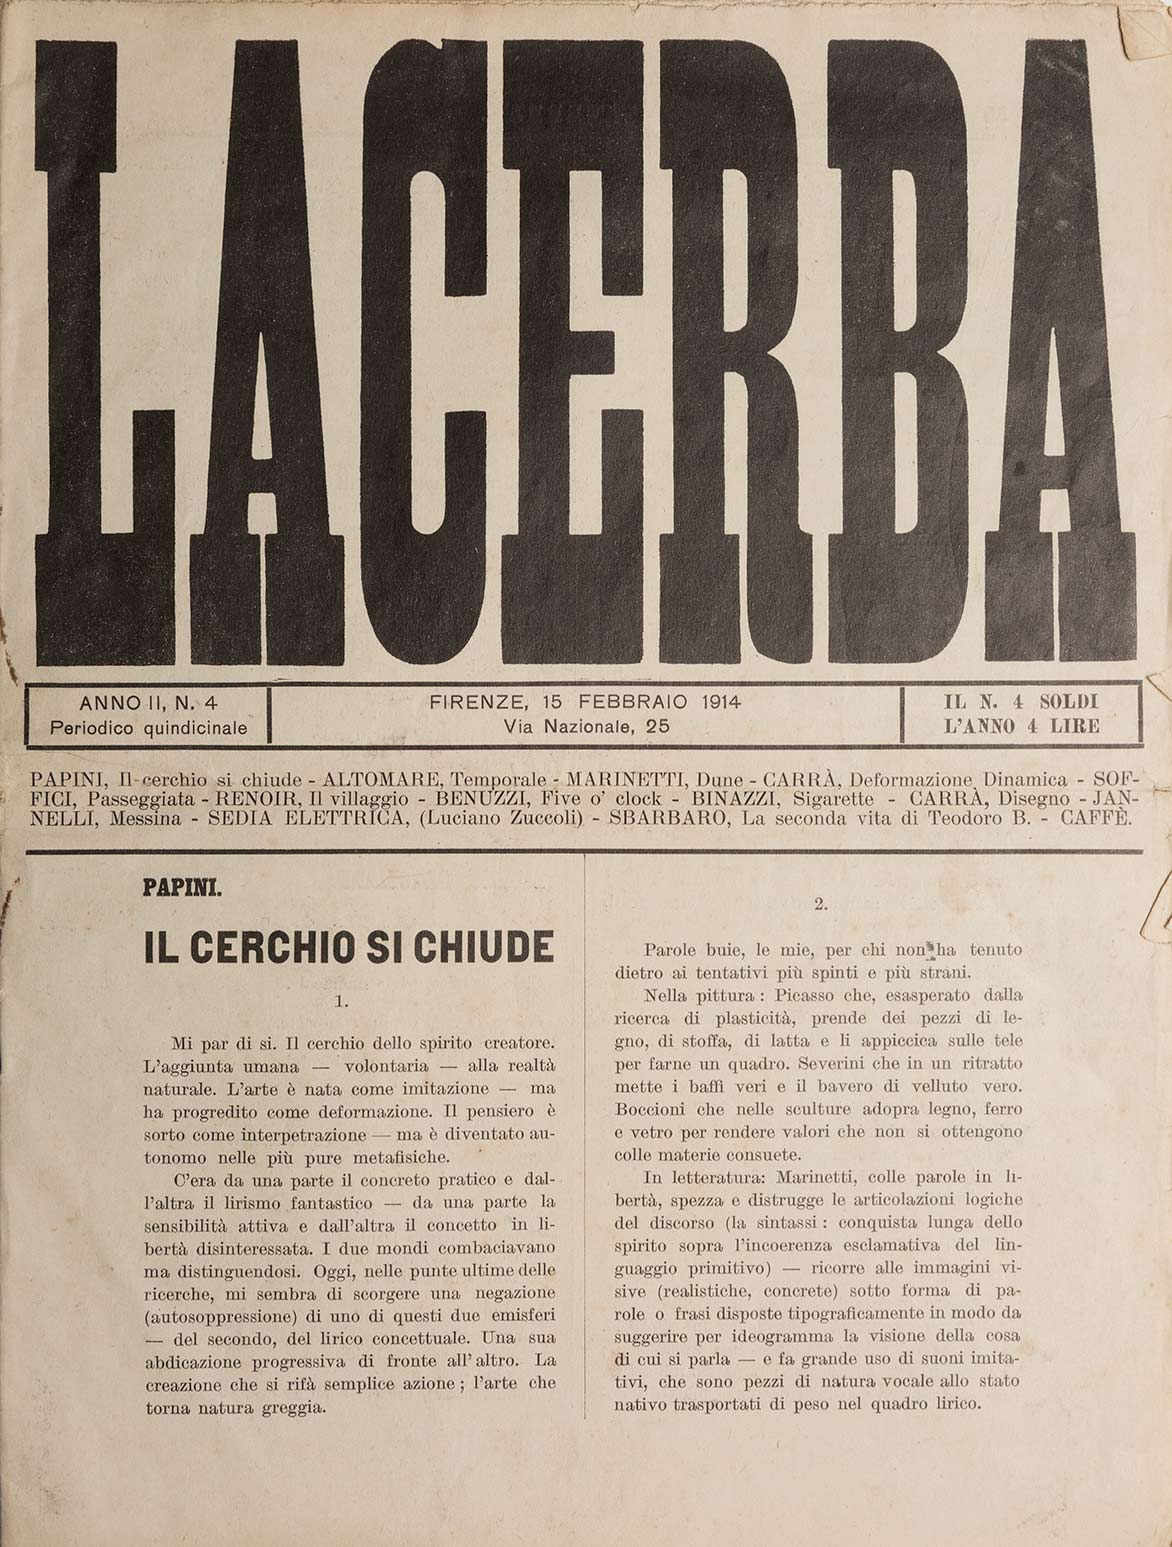 LACERBA
ANNO II, N. 4
Periodico quindicinale
FIRENZE, 15 FEBBRAIO 1914
Via Nazionale, 25
IL N. 4 SOLDI
L'ANNO 4 LIRE
PAPINI, Il cerchio si chiude - ALTOMARE, Temporale - MARINETTI, Dune - CARRÀ, Deformazione Dinamica - SOF-
FICI, Passeggiata - RENOIR, Il villaggio - BENUZZI, Five o' clock - BINAZZI, Sigarette - CARRÀ, Disegno - JAN-
NELLI, Messina - SEDIA ELETTRICA, (Luciano Zuccoli) - SBARBARO, La seconda vita di Teodoro B. - CAFFÈ.
PAPINI.
IL CERCHIO SI CHIUDE
1.
Mi par di si. Il cerchio dello spirito creatore.
L'aggiunta umana — volontaria — alla realtà
naturale. L'arte è nata come imitazione — ma
ha progredito come deformazione. Il pensiero è
sorto come interpetrazione — ma è diventato au-
tonomo nelle più pure metafisiche.
C'era da una parte il concreto pratico e dal-
l'altra il lirismo fantastico — da una parte la
sensibilità attiva e dall'altra il concetto in li-
bertà disinteressata. I due mondi combaciavano
ma distinguendosi. Oggi, nelle punte ultime delle
ricerche, mi sembra di scorgere una negazione
(autosoppressione) di uno di questi due emisferi
— del secondo, del lirico concettuale. Una sua
abdicazione progressiva di fronte all'altro. La
creazione che si rifà semplice azione ; l'arte che
torna natura greggia.
2.
Parole buie, le mie, per chi non ha tenuto
dietro ai tentativi più spinti e più strani.
Nella pittura : Picasso che, esasperato dalla
ricerca di plasticità, prende dei pezzi di le-
gno, di stoffa, di latta e li appiccica sulle tele
per farne un quadro. Severini che in un ritratto
mette i baffi veri e il bavero di velluto vero.
Boccioni che nelle sculture adopra legno, ferro
e vetro per rendere valori che non si ottengono
colle materie consuete.
In letteratura: Marinetti, colle parole in li-
bertà, spezza e distrugge le articolazioni logiche
del discorso (la sintassi : conquista lunga dello
spirito sopra l'incoerenza esclamativa del lin-
guaggio primitivo) — ricorre alle immagini vi-
sive (realistiche, concrete) sotto forma di pa-
role o frasi disposte tipograficamente in modo da
suggerire per ideogramma la visione della cosa
di cui si parla — e fa grande uso di suoni imita-
tivi, che sono pezzi di natura vocale allo stato
nativo trasportati di peso nel quadro lirico.